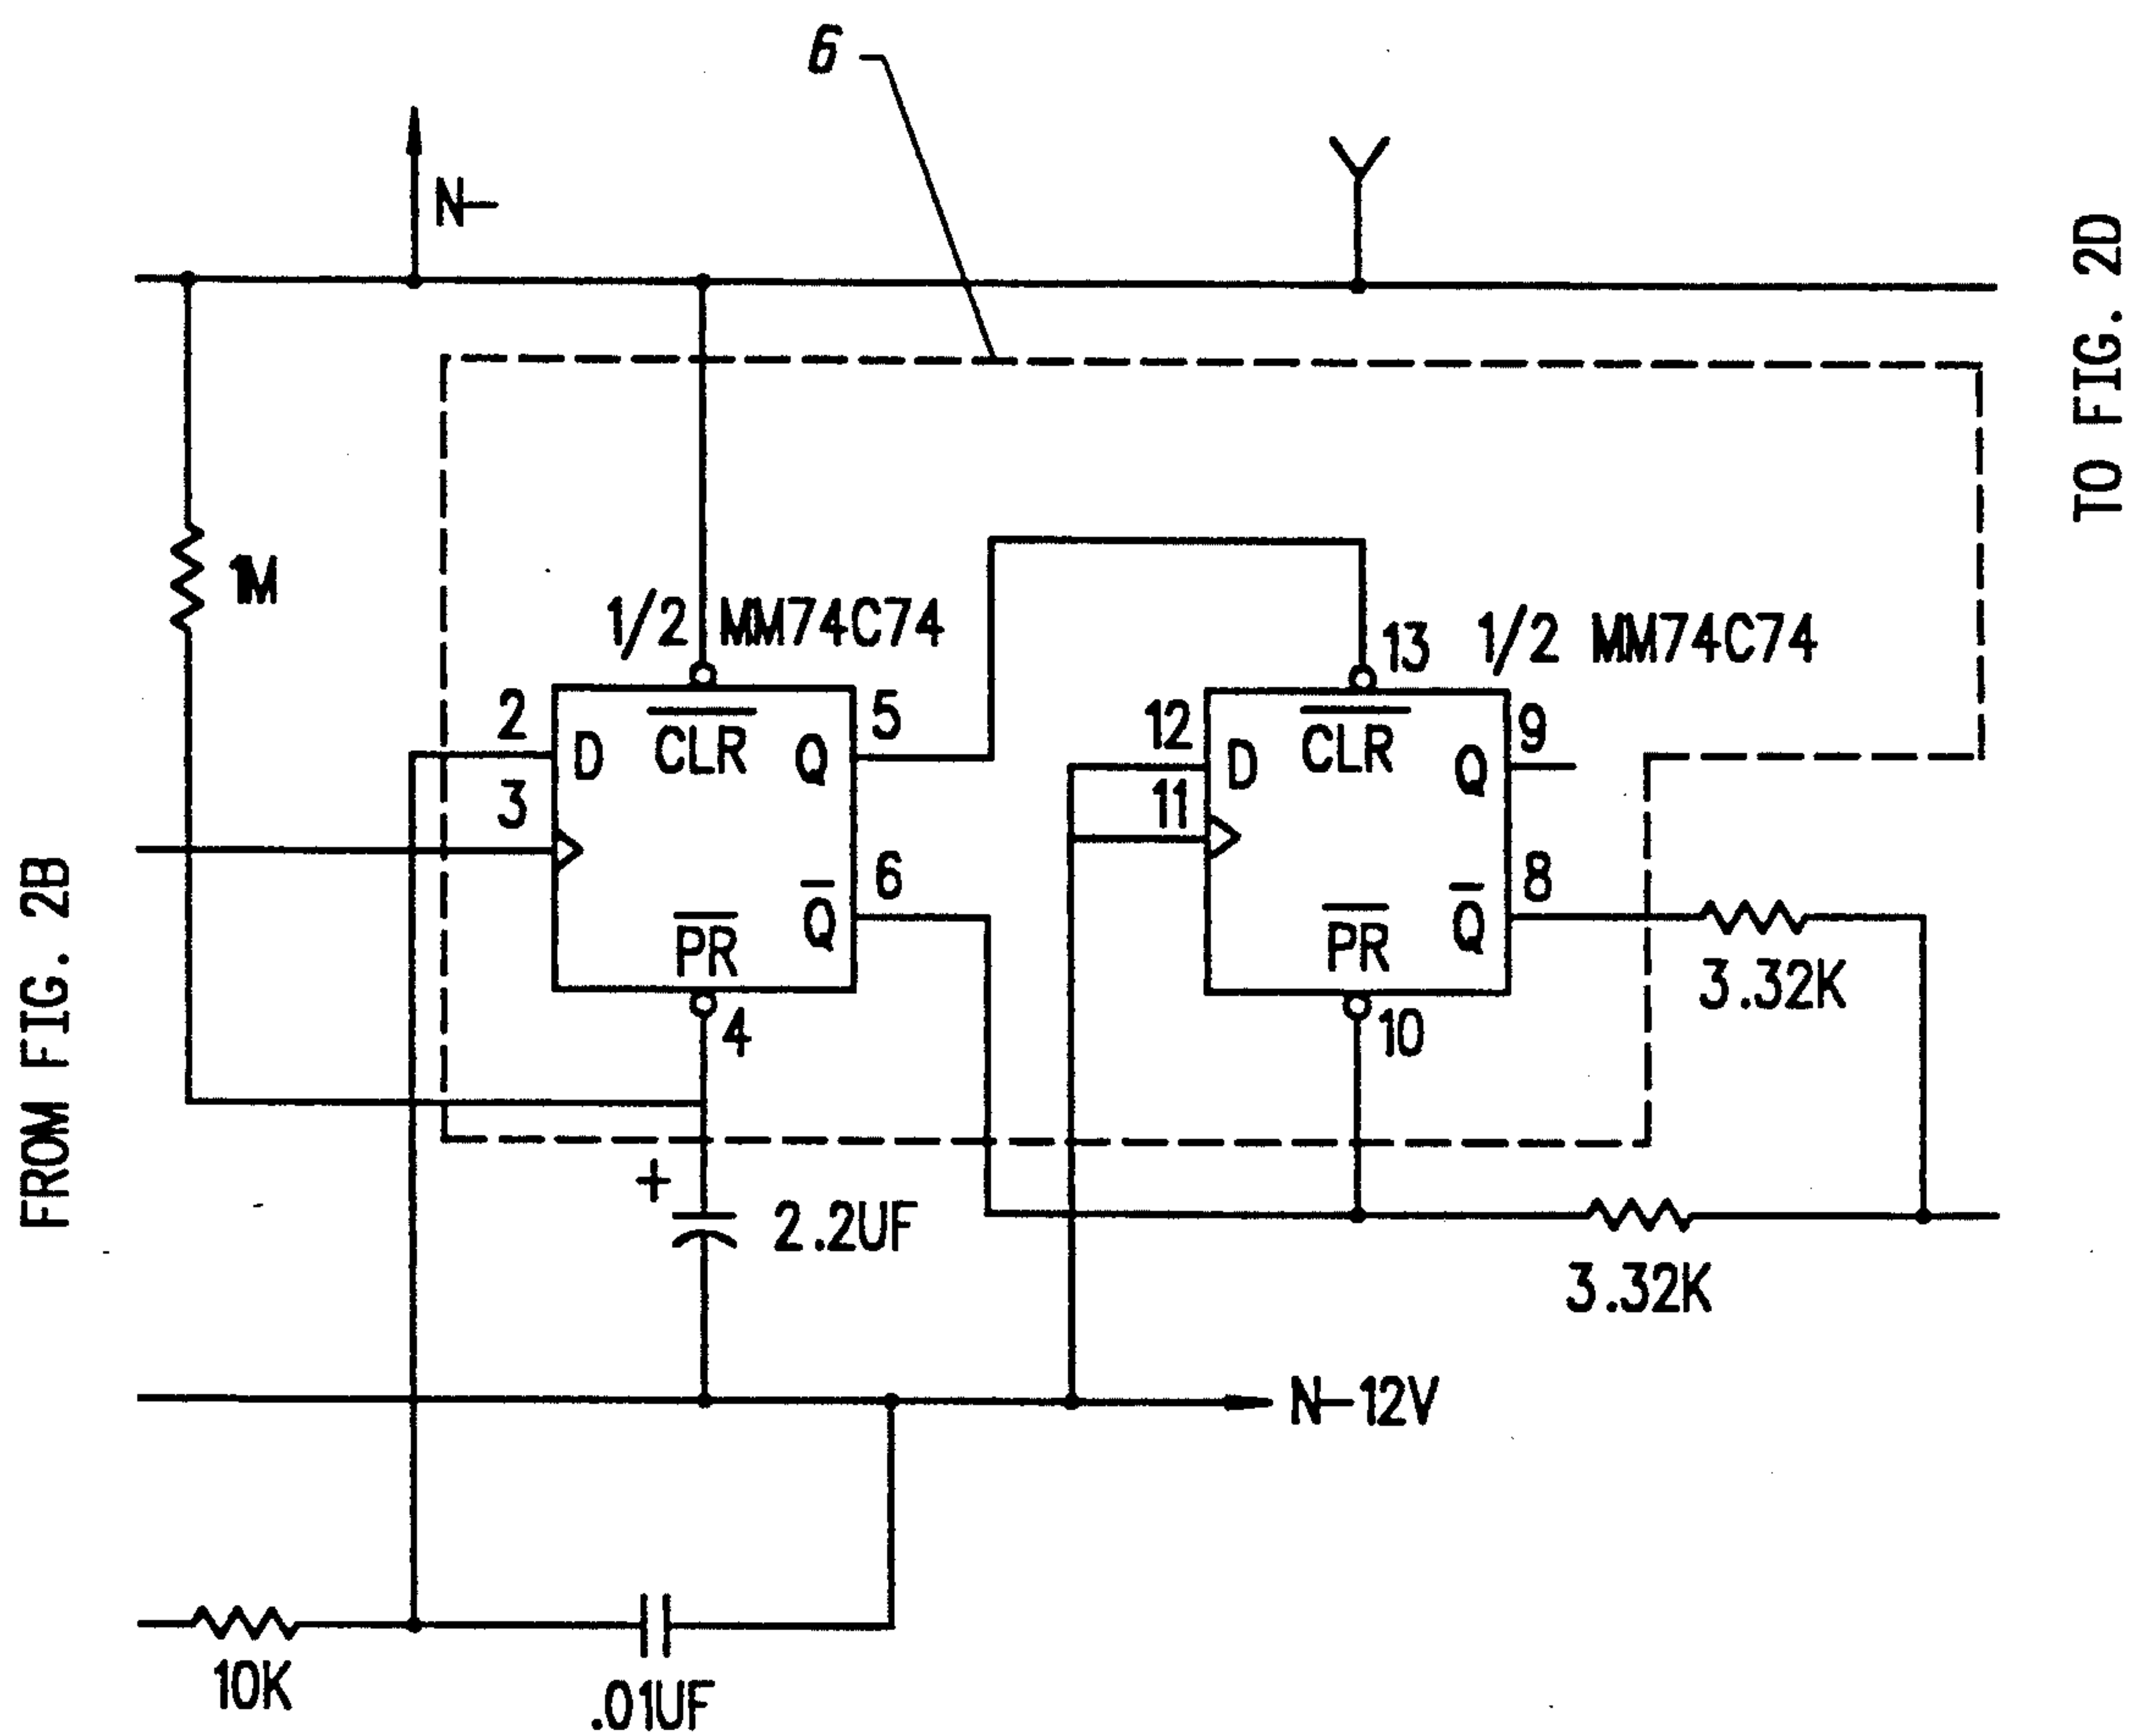 6
N-
TO FIG. 2D
1M
1/2 MM74C74
13 1/2 MM74C74
2
D
CLR
Q
5
12
D
CLR
Q
9
3
11
6
8
PR
Q
PR
Q
3.32K
4
10
FROM FIG. 2B
+
2.2UF
3.32K
N-12V
10K
.01UF